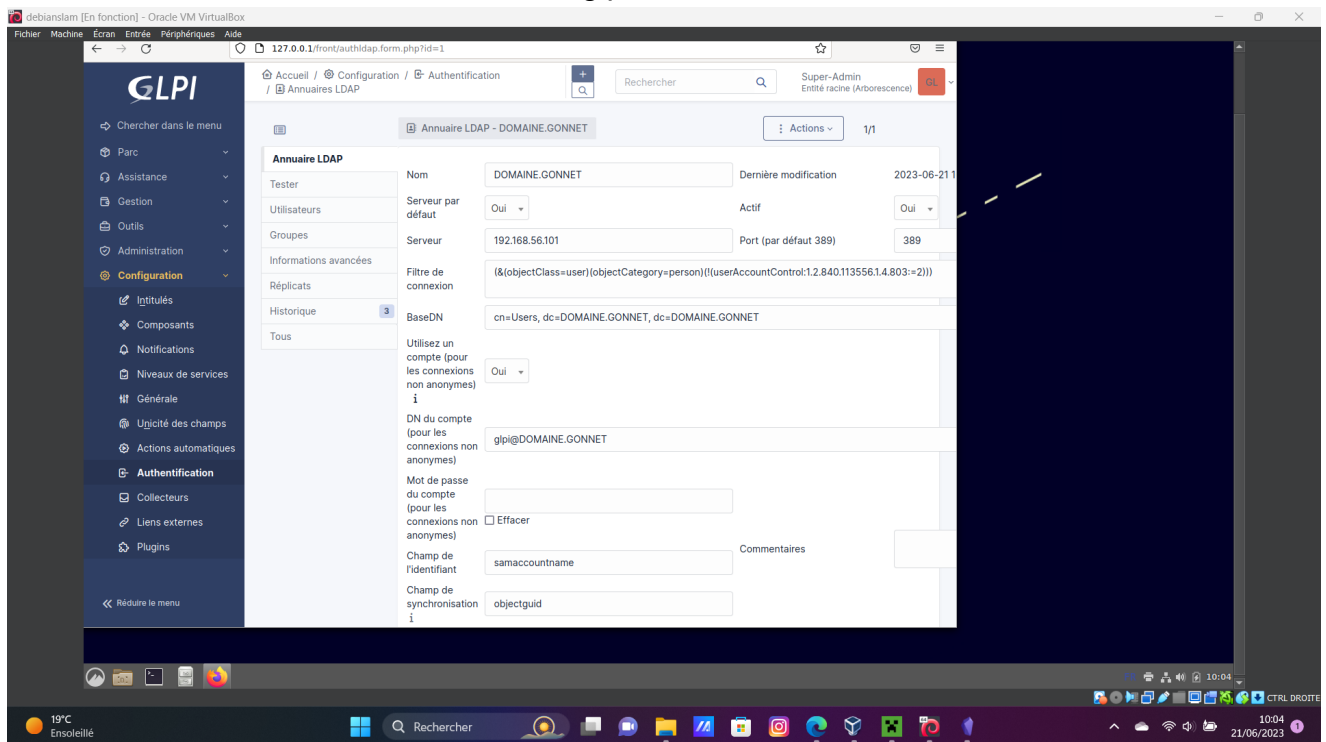 debianslam [En fonction] - Oracle VM VirtualBox
Fichier Machine Écran Entrée Périphériques Aide
127.0.0.1/front/authldap.form.php?id=1
GLPI
Accueil / Configuration / Authentification
/ Annuaires LDAP
Rechercher
Super-Admin
Entité racine (Arborescence)
GL
Chercher dans le menu
Parc
Assistance
Gestion
Outils
Administration
Configuration
Intitulés
Composants
Notifications
Niveaux de services
Générale
Unicité des champs
Actions automatiques
Authentification
Collecteurs
Liens externes
Plugins
Réduire le menu
Annuaire LDAP - DOMAINE.GONNET
Actions
1/1
Annuaire LDAP
Tester
Utilisateurs
Groupes
Informations avancées
Réplicats
Historique 3
Tous
Nom
DOMAINE.GONNET
Dernière modification
2023-06-21 1
Serveur par
défaut
Oui
Actif
Oui
Serveur
192.168.56.101
Port (par défaut 389)
389
Filtre de
connexion
(&(objectClass=user)(objectCategory=person)(!(userAccountControl:1.2.840.113556.1.4.803:=2)))
BaseDN
cn=Users, dc=DOMAINE.GONNET, dc=DOMAINE.GONNET
Utilisez un
compte (pour
les connexions
non anonymes)
i
Oui
DN du compte
(pour les
connexions non
anonymes)
glpi@DOMAINE.GONNET
Mot de passe
du compte
(pour les
connexions non
anonymes)
Effacer
Commentaires
Champ de
l'identifiant
samaccountname
Champ de
synchronisation
i
objectguid
10:04
CTRL DROITE
19°C
Ensoleillé
Rechercher
10:04
21/06/2023
1